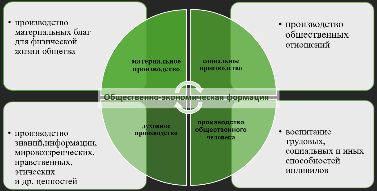 • производство
материальных благ
для физической
жизни общества
• производство
общественных
отношений
материальное
производство
социальное
производство
Общественно-экономическая формация
духовное
производство
производство
общественного
человека
• производство
знаний, информации,
мировоззренческих,
нравственных,
этических
и др. ценностей
• воспитание
трудовых,
социальных и иных
способностей
индивидов